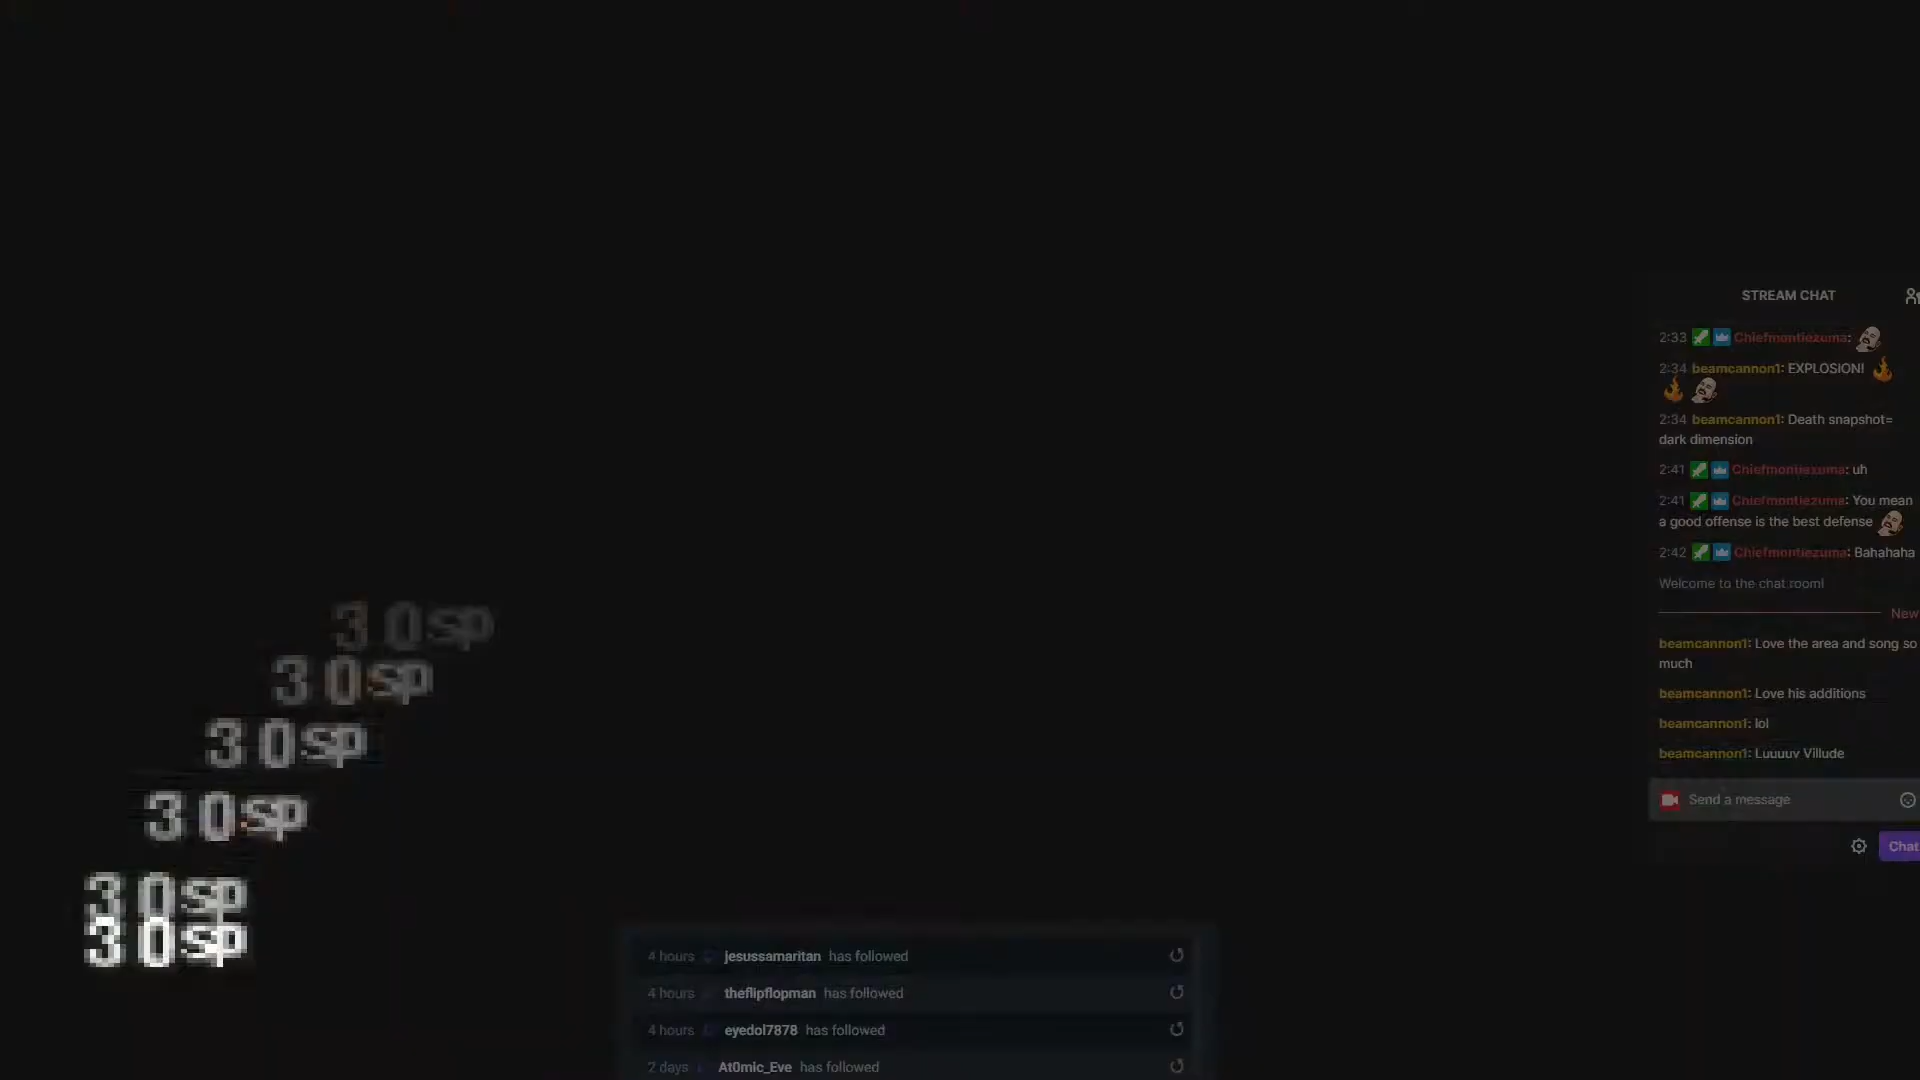 STREAM CHAT
2:33 Chiefmontiezuma:
2:34 beamcannon1: EXPLOSION!
2:34 beamcannon1: Death snapshot=
dark dimension
2:41 Chiefmontiezuma: uh
2:41 Chiefmontiezuma: You mean
a good offense is the best defense
2:42 Chiefmontiezuma: Bahahaha
Welcome to the chat room!
New
beamcannon1: Love the area and song so
much
beamcannon1: Love his additions
beamcannon1: lol
beamcannon1: Luuuuv Villude
Send a message
Chat
30sp
30sp
30sp
30sp
30sp
30sp
4 hours jesussamaritan has followed
4 hours theflipflopman has followed
4 hours eyedol7878 has followed
2 days At0mic_Eve has followed